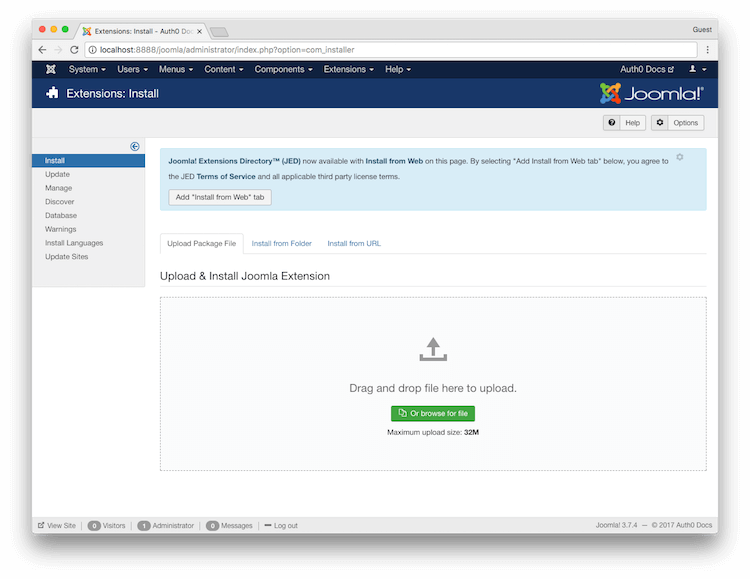 Extensions: Install - Auth0 Doc
Guest
localhost:8888/joomla/administrator/index.php?option=com_installer
System Users Menus Content Components Extensions Help Auth0 Docs
Extensions: Install
Joomla!®
Help Options
Install
Update
Manage
Discover
Database
Warnings
Install Languages
Update Sites
Joomla! Extensions Directory™ (JED) now available with Install from Web on this page. By selecting "Add Install from Web tab" below, you agree to
the JED Terms of Service and all applicable third party license terms.
Add "Install from Web" tab
Upload Package File Install from Folder Install from URL
Upload & Install Joomla Extension
Drag and drop file here to upload.
Or browse for file
Maximum upload size: 32M
View Site 0 Visitors 1 Administrator 0 Messages Log out Joomla! 3.7.4 — © 2017 Auth0 Docs